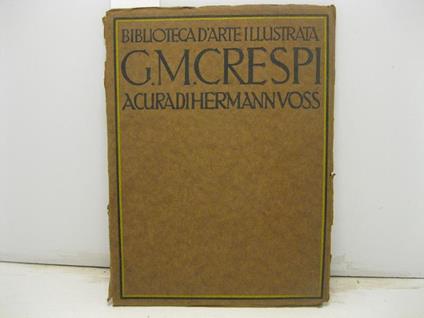 BIBLIOTECA D'ARTE ILLUSTRATA
G.M.CRESPI
A CURA DI HERMANN VOSS